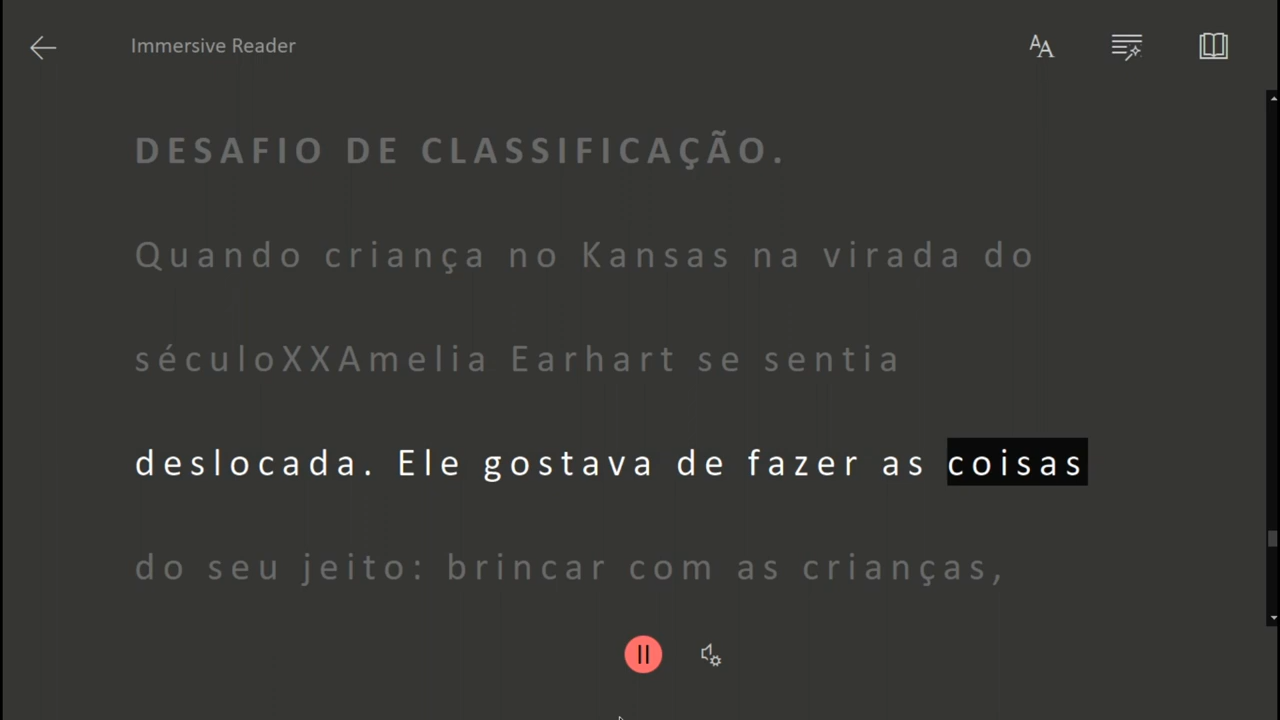 Immersive Reader
DESAFIO DE CLASSIFICAÇÃO.
Quando criança no Kansas na virada do
séculoXXAmelia Earhart se sentia
deslocada. Ele gostava de fazer as coisas
do seu jeito: brincar com as crianças,